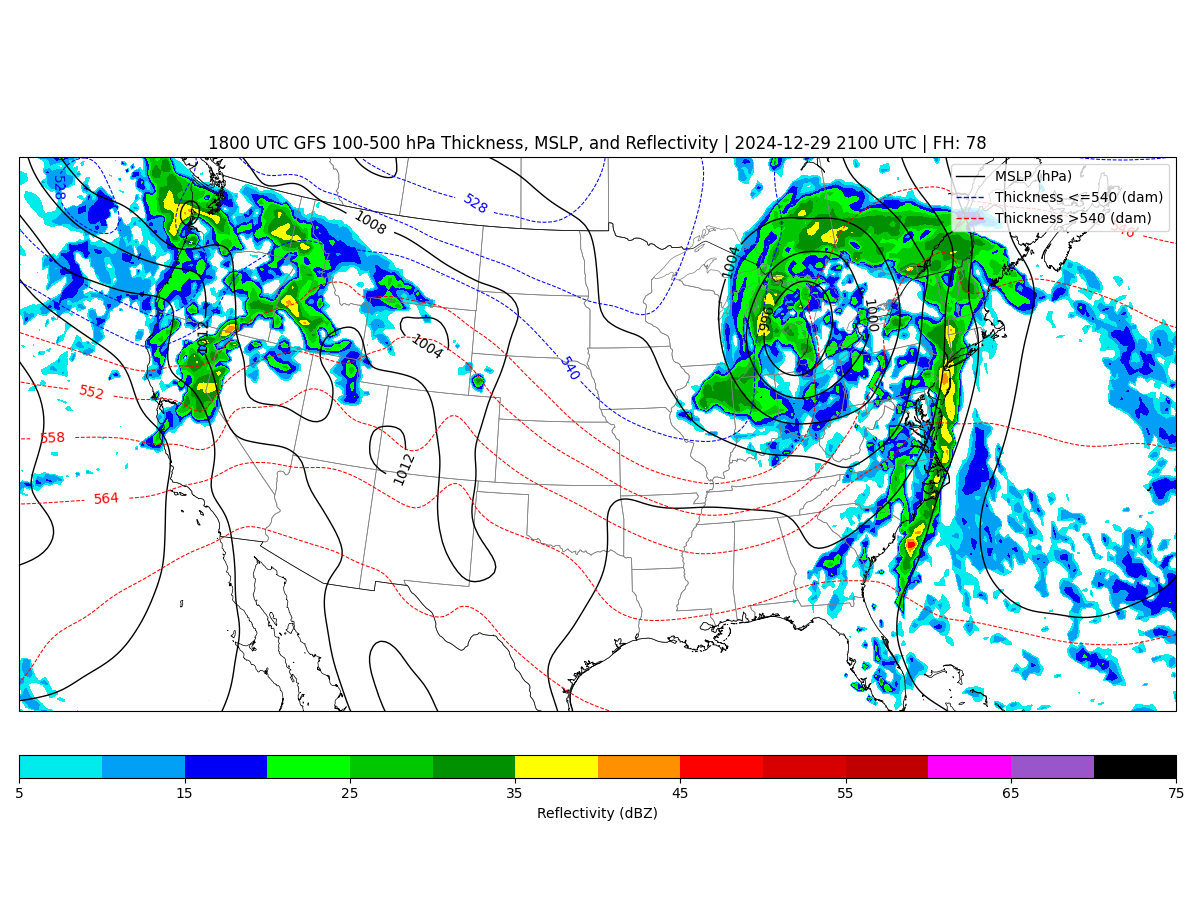 1800 UTC GFS 100-500 hPa Thickness, MSLP, and Reflectivity | 2024-12-29 2100 UTC | FH: 78
MSLP (hPa)
Thickness <=540 (dam)
Thickness >540 (dam)
528
528
1008
1004
1000
996
1004
540
552
558
564
1012
5 15 25 35 45 55 65 75
Reflectivity (dBZ)